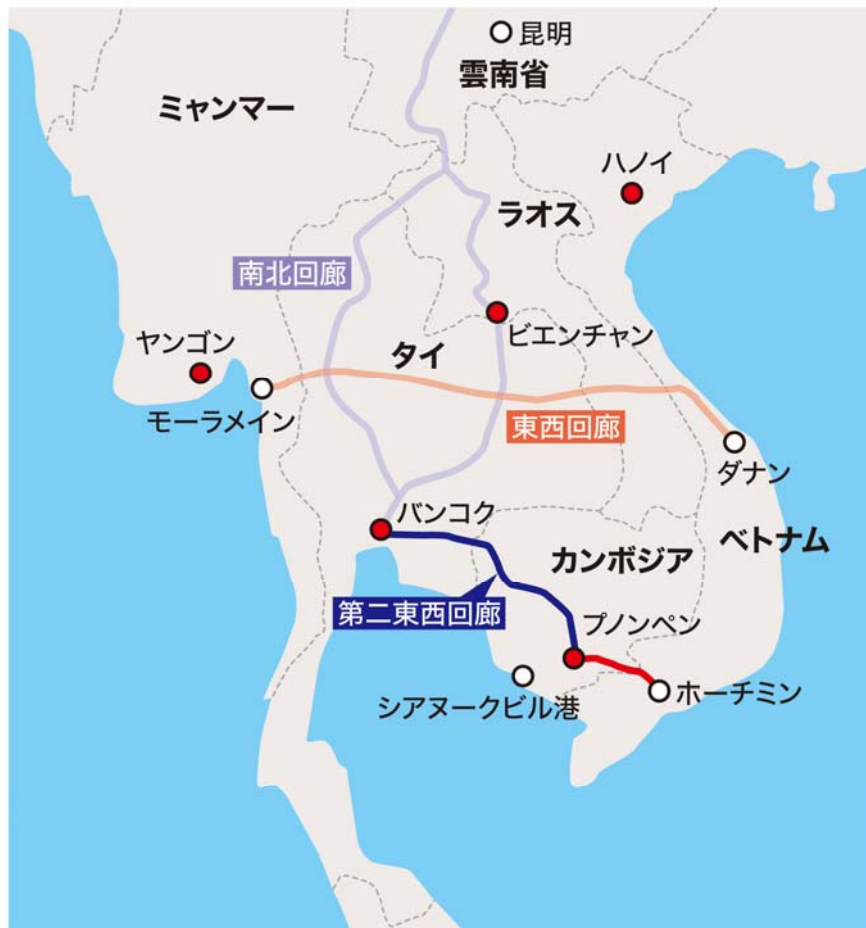 昆明
雲南省
ミャンマー
ハノイ
ラオス
南北回廊
ビエンチャン
ヤンゴン
タイ
モーラメイン
東西回廊
ダナン
バンコク
ベトナム
カンボジア
第二東西回廊
プノンペン
シアヌークビル港
ホーチミン